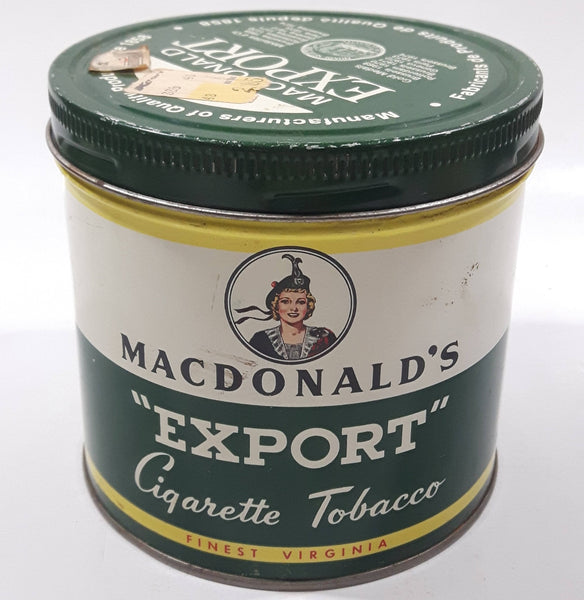 Manufacturers of Quality
Fabricants de Produits de Qualité depuis 1858
MACDONALD
EXPORT
MACDONALD'S
"EXPORT"
Cigarette Tobacco
FINEST VIRGINIA